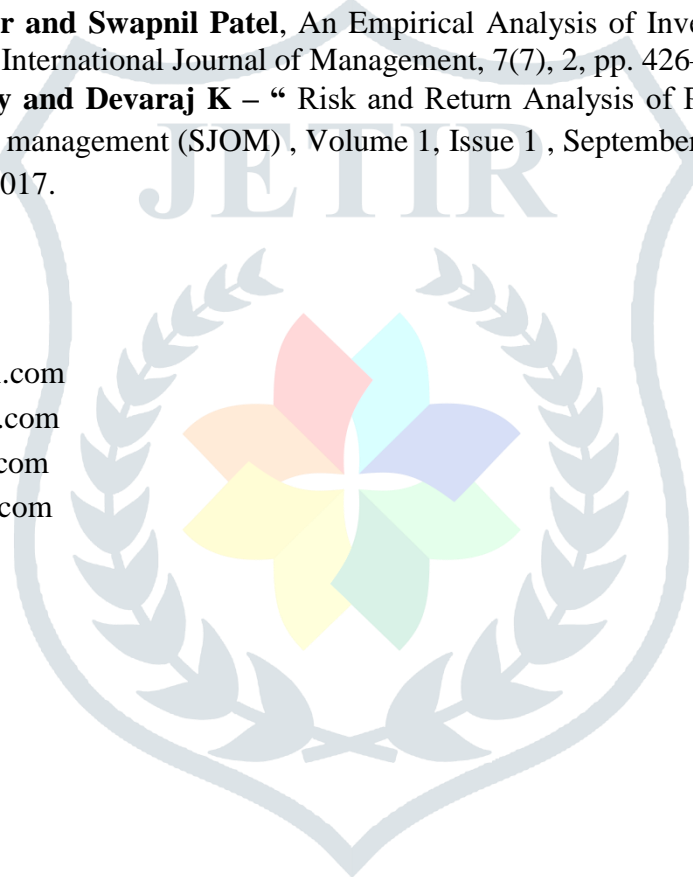 r and Swapnil Patel, An Empirical Analysis of Inve
International Journal of Management, 7(7), 2, pp. 426-
y and Devaraj K – “ Risk and Return Analysis of
management (SJOM) , Volume 1, Issue 1 , September
017.
JETIR
.com
.com
.com
com